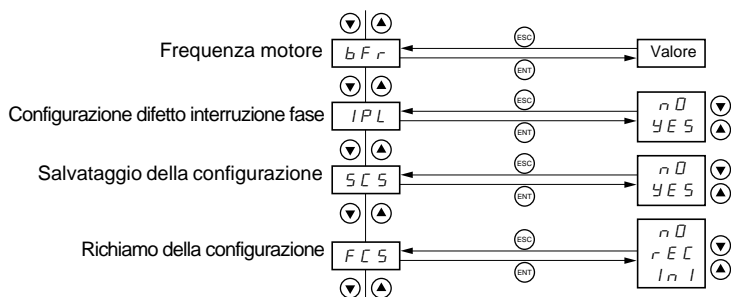 ESC
Frequenza motore bFr Valore
ENT
ESC
Configurazione difetto interruzione fase IPL nO
YES
ENT
ESC
Salvataggio della configurazione SCS nO
YES
ENT
nO
ESC
Richiamo della configurazione FCS rEC
ENT
InI